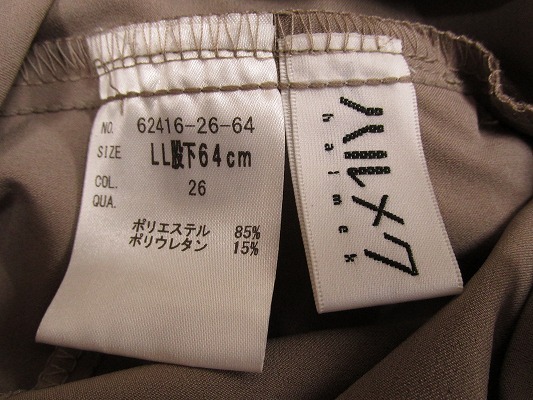 NO. 62416-26-64
SIZE LL股下64cm
COL. 26
QUA.
ポリエステル 85%
ポリウレタン 15%
ハルメク
halmek